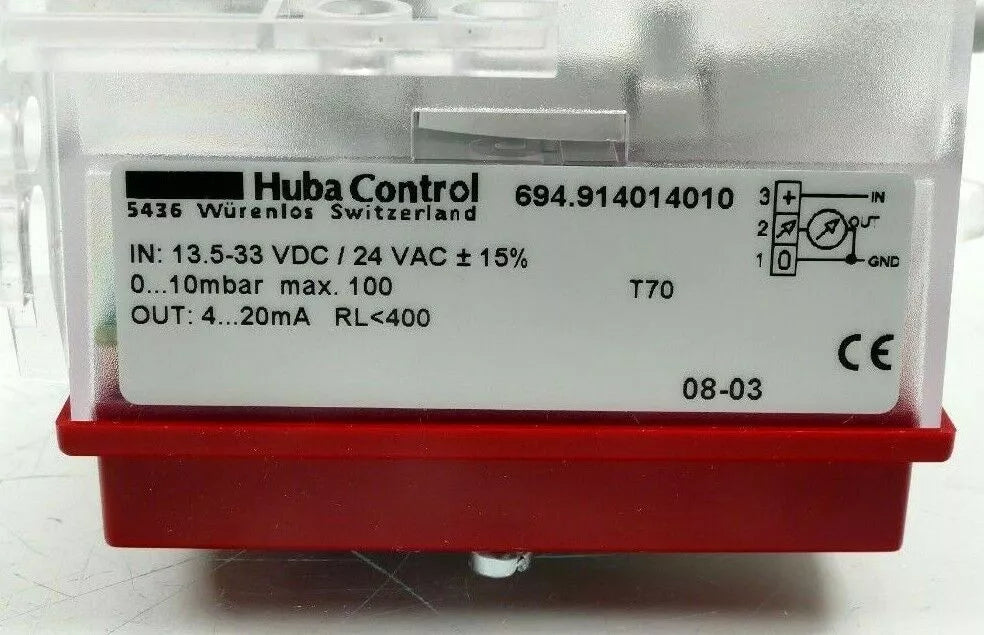 Huba Control
5436 Würenlos Switzerland
694.914014010
IN: 13.5-33 VDC / 24 VAC ± 15%
0...10mbar max. 100
T70
OUT: 4...20mA RL<400
3 + IN
2
1 0 GND
CE
08-03